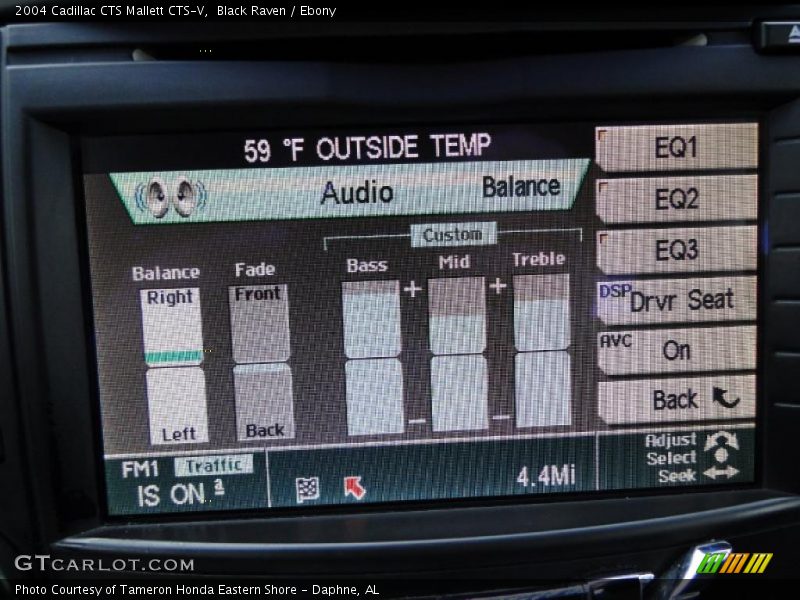 2004 Cadillac CTS Mallett CTS-V,  Black Raven / Ebony
...
59 °F OUTSIDE TEMP
Audio
Balance
Custom
Balance
Fade
Bass
Mid
Treble
Right
Front
+
+
Left
Back
−
−
EQ1
EQ2
EQ3
DSP Drvr Seat
AVC On
Back
FM1 Traffic
IS ON a
4.4Mi
Adjust
Select
Seek
GTCARLOT.COM
Photo Courtesy of Tameron Honda Eastern Shore - Daphne, AL